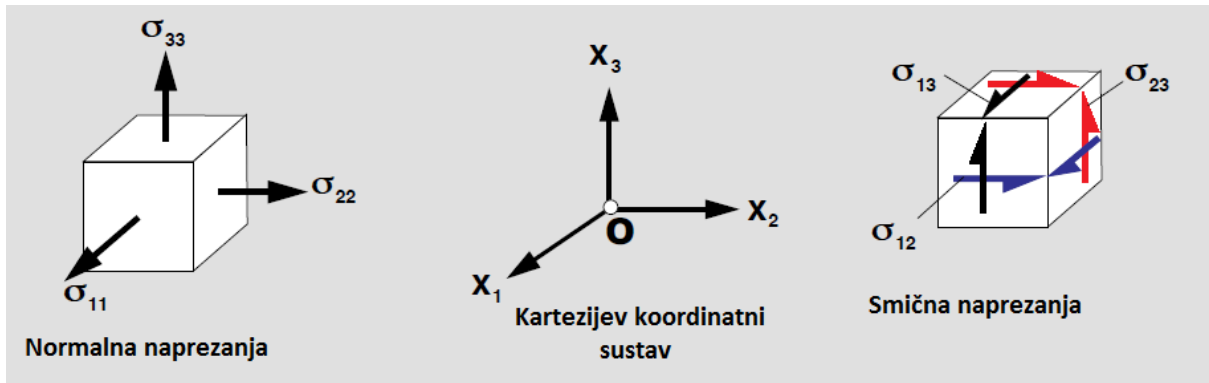 σ33
σ22
σ11
Normalna naprezanja
X3
X2
O
X1
Kartezijev koordinatni
sustav
σ13
σ23
σ12
Smična naprezanja